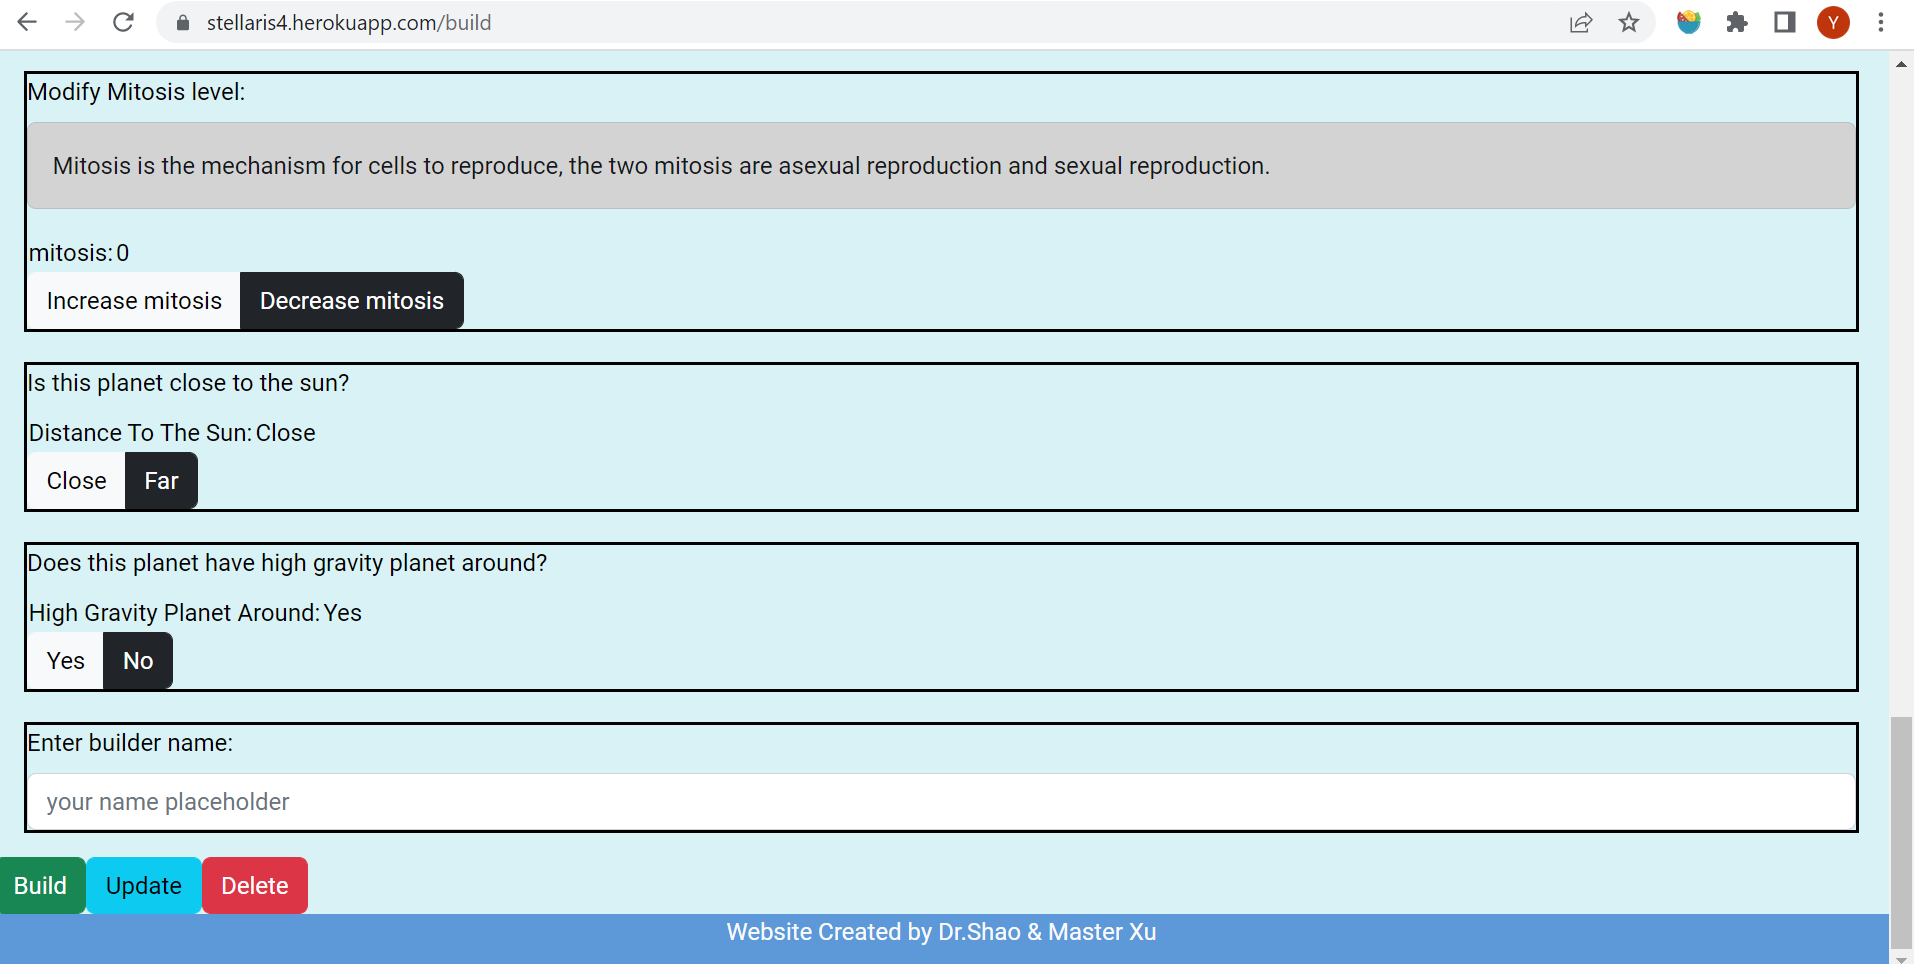 stellaris4.herokuapp.com/build
Y
Modify Mitosis level:
Mitosis is the mechanism for cells to reproduce, the two mitosis are asexual reproduction and sexual reproduction.
mitosis: 0
Increase mitosis Decrease mitosis
Is this planet close to the sun?
Distance To The Sun: Close
Close Far
Does this planet have high gravity planet around?
High Gravity Planet Around: Yes
Yes No
Enter builder name:
your name placeholder
Build Update Delete
Website Created by Dr.Shao & Master Xu